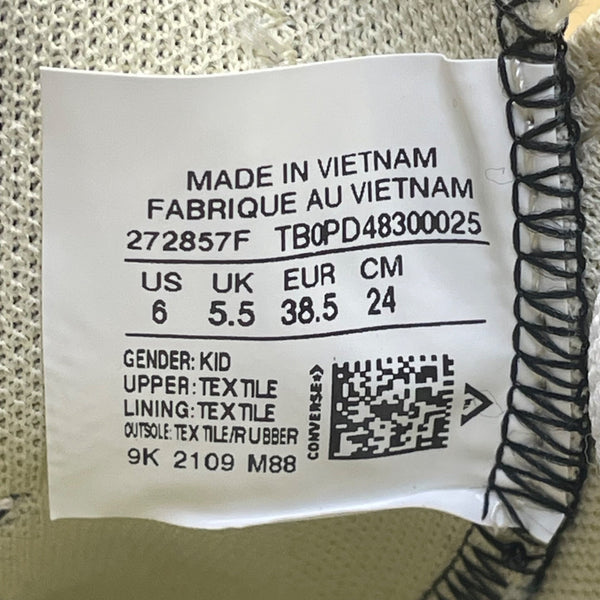 MADE IN VIETNAM
FABRIQUE AU VIETNAM
272857F TB0PD48300025
US UK EUR CM
6 5.5 38.5 24
GENDER: KID
UPPER: TEXTILE
LINING: TEXTILE
OUTSOLE: TEXTILE/RUBBER
9K 2109 M88
CONVERSE